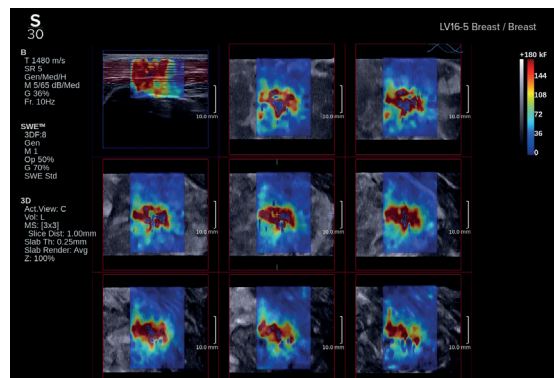 S
30
LV16-5 Breast / Breast
B
T 1480 m/s
SR 5
Gen/Med/H
M 5/65 dB/Med
G 36%
Fr. 10Hz
SWE™
3DF:8
Gen
M 1
Op 50%
G 70%
SWE Std
3D
Act.View: C
Vol: L
MS: [3x3]
Slice Dist: 1.00mm
Slab Th: 0.25mm
Slab Render: Avg
Z: 100%
+180 kF
144
108
72
36
0
10.0 mm
10.0 mm
10.0 mm
10.0 mm
10.0 mm
10.0 mm
10.0 mm
10.0 mm
10.0 mm